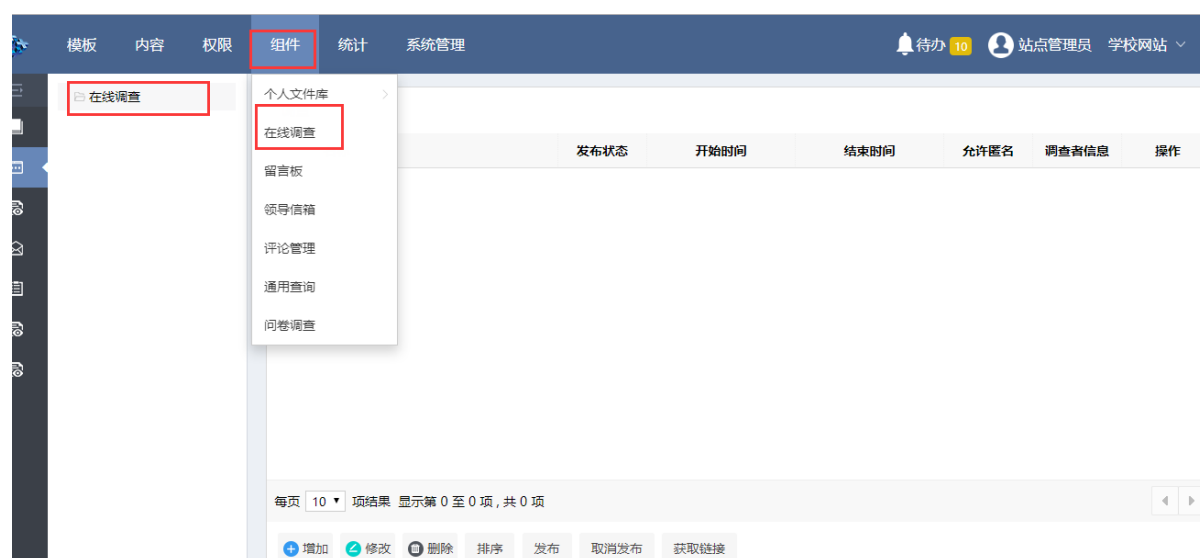 模板 内容 权限 组件 统计 系统管理 待办 10 站点管理员 学校网站
在线调查
个人文件库
在线调查
留言板
领导信箱
评论管理
通用查询
问卷调查
发布状态 开始时间 结束时间 允许匿名 调查者信息 操作
每页 10 项结果 显示第 0 至 0 项 , 共 0 项
增加 修改 删除 排序 发布 取消发布 获取链接